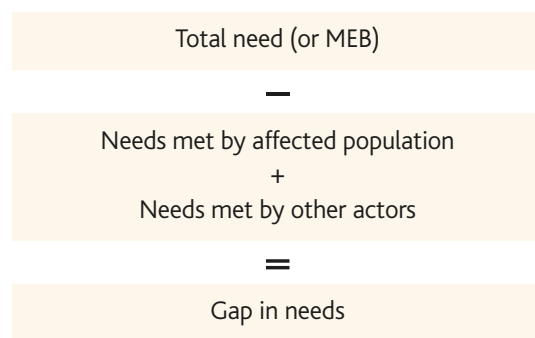 Total need (or MEB)
–
Needs met by affected population
+
Needs met by other actors
=
Gap in needs